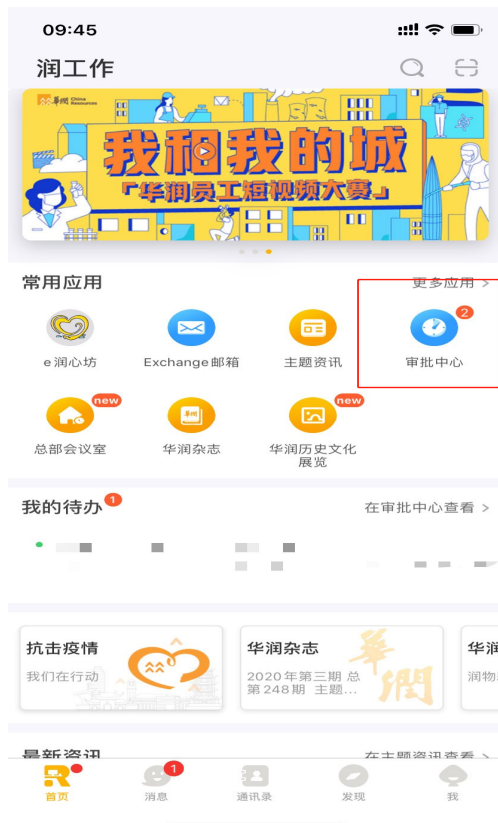 09:45
润工作
華潤 China Resources
我和我的城
「华润员工短视频大赛」
常用应用
更多应用 >
2
e润心坊
Exchange邮箱
主题资讯
审批中心
new
new
总部会议室
华润杂志
华润历史文化
展览
我的待办 1
在审批中心查看 >
抗击疫情
我们在行动
华润杂志
2020年第三期 总
第248期 主题...
華潤
华润
润物
最新资讯
在主题资讯查看 >
1
首页
消息
通讯录
发现
我